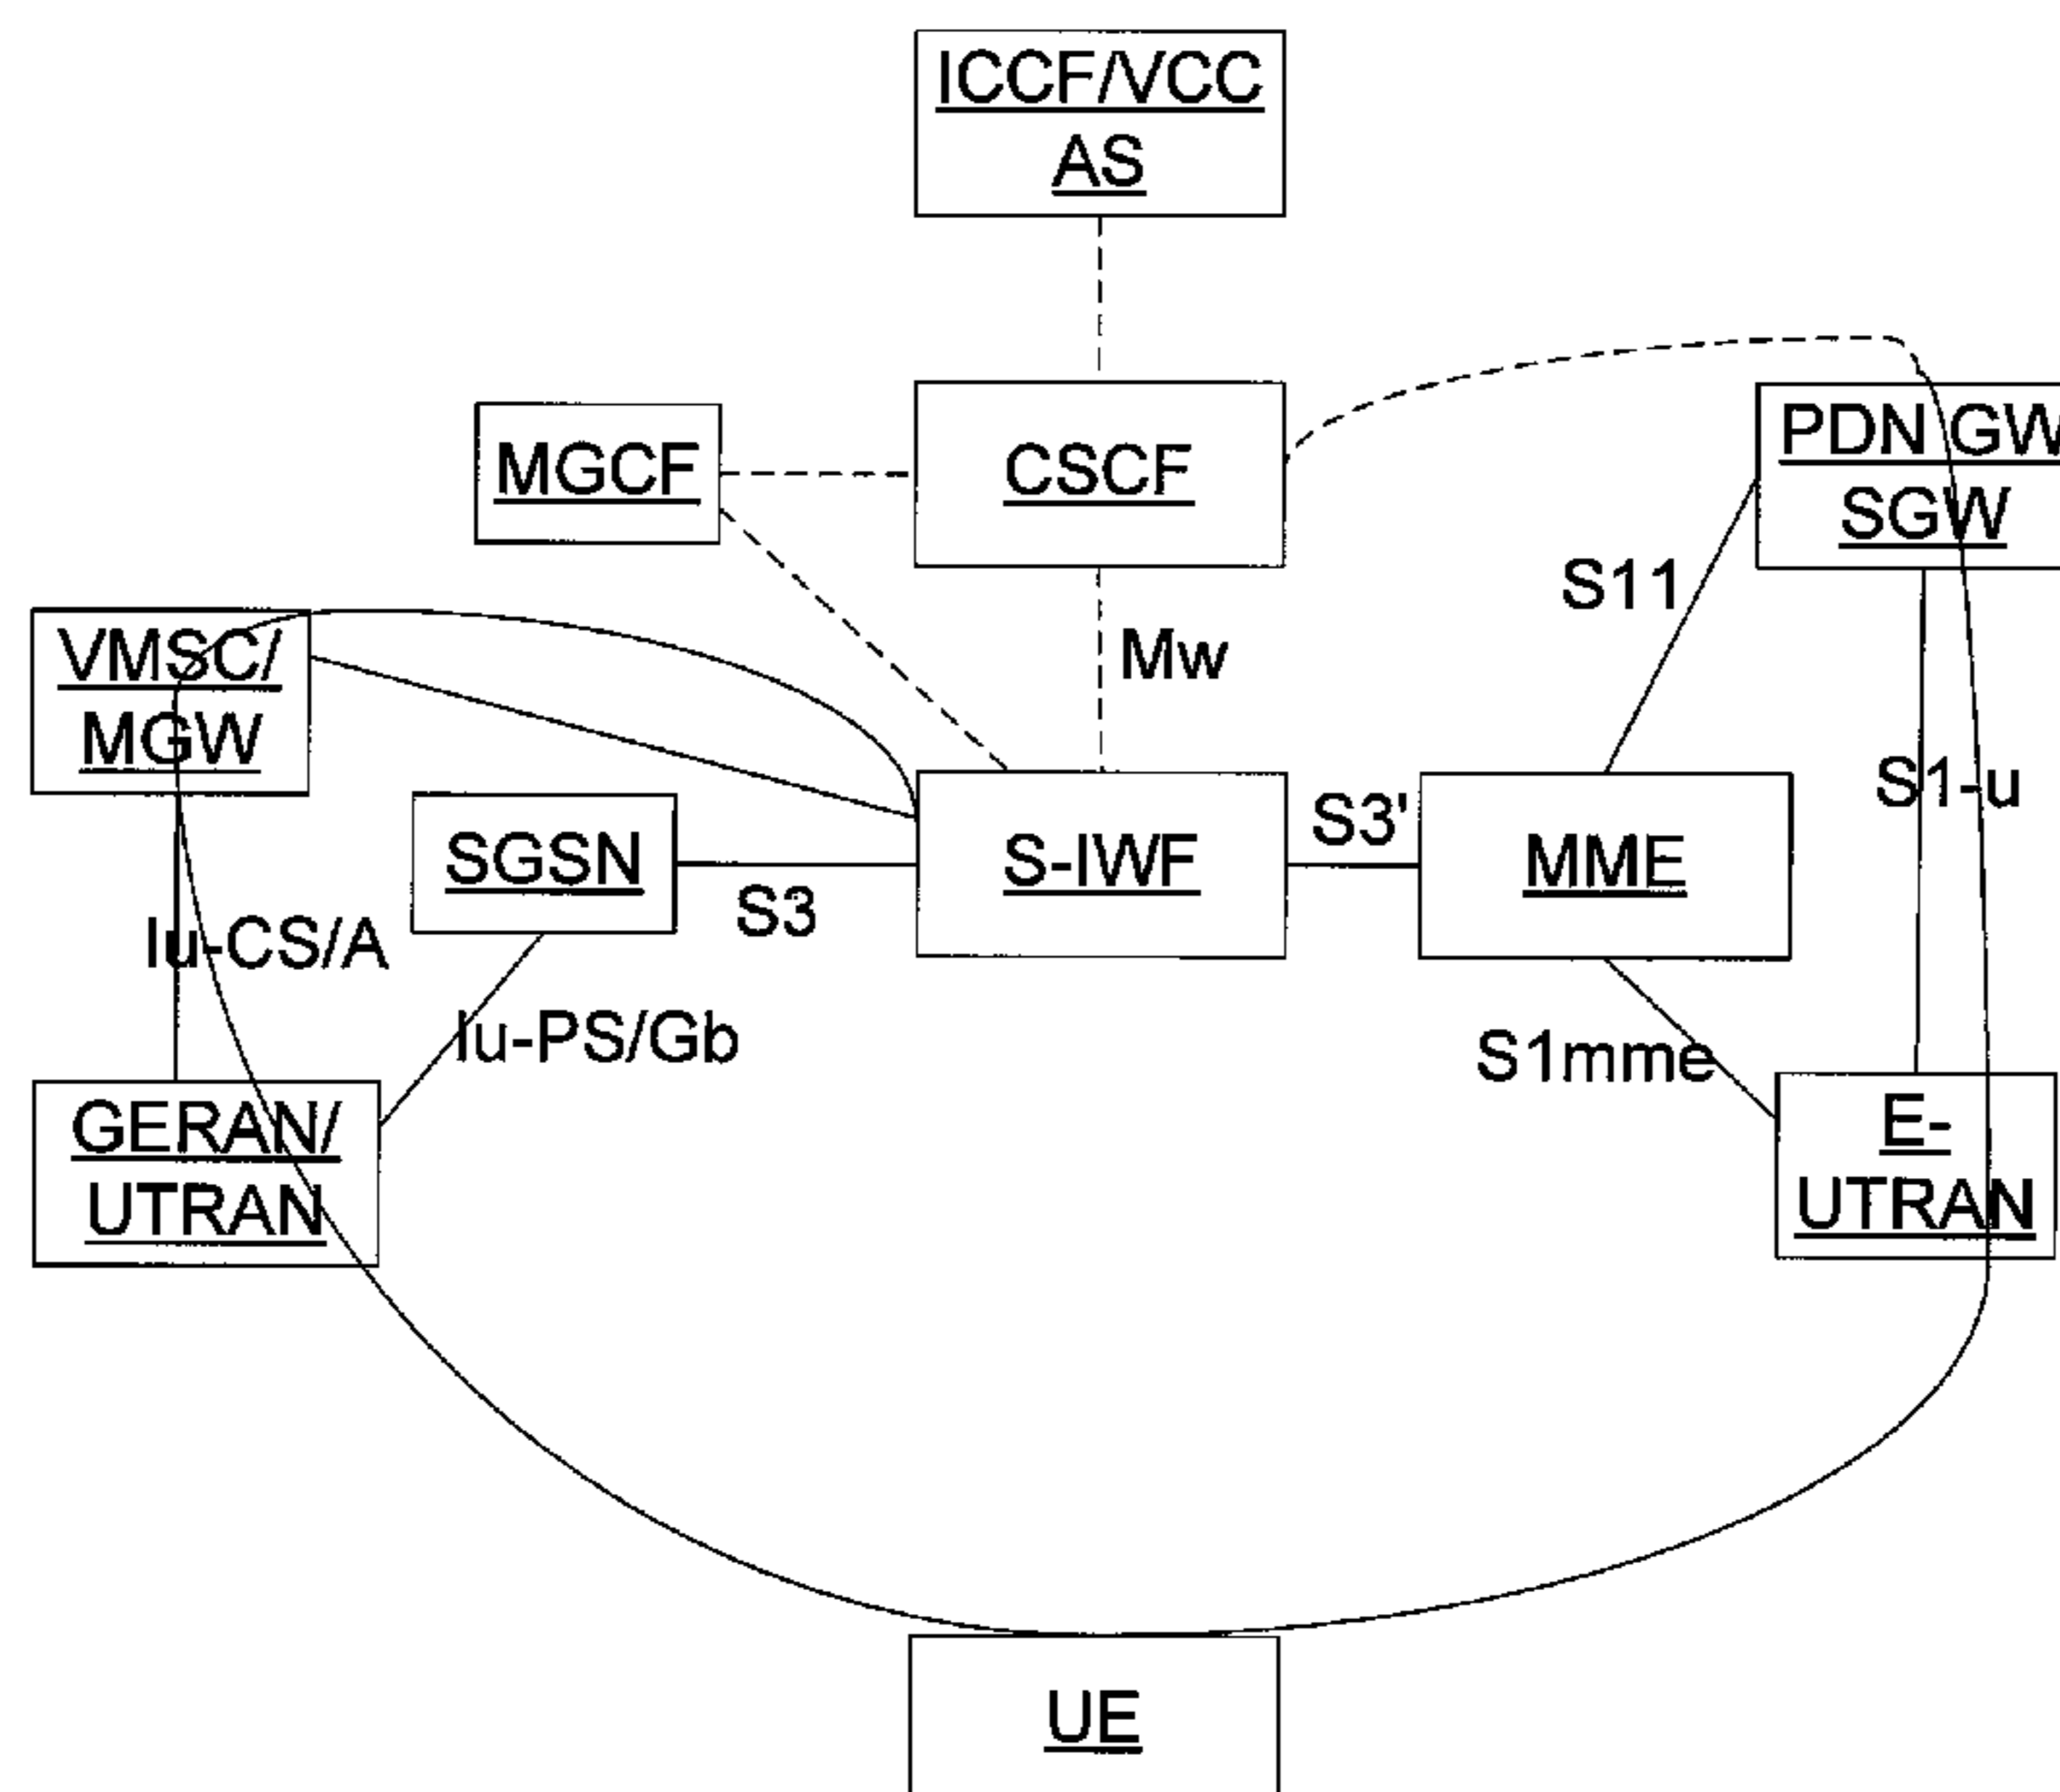 ICCF/VCC
AS
MGCF
CSCF
PDN GW
SGW
S11
VMSC/
MGW
Mw
S1-u
SGSN
S3
S-IWF
S3'
MME
Iu-CS/A
Iu-PS/Gb
S1mme
GERAN/
UTRAN
E-
UTRAN
UE